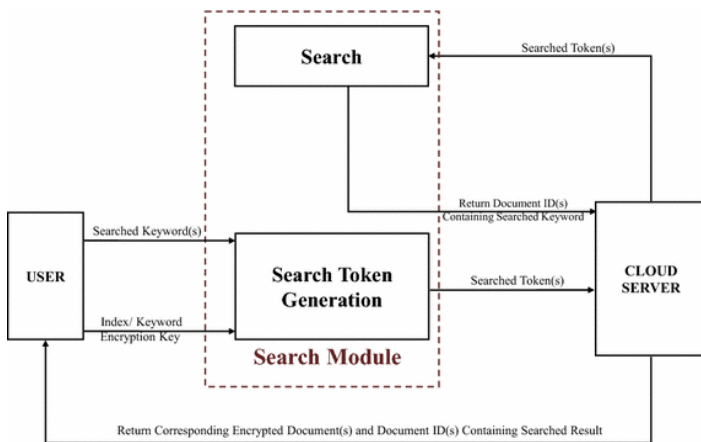 Search
Searched Token(s)
Return Document ID(s)
Containing Searched Keyword
Searched Keyword(s)
USER
Search Token
Generation
Searched Token(s)
CLOUD
SERVER
Index/ Keyword
Encryption Key
Search Module
Return Corresponding Encrypted Document(s) and Document ID(s) Containing Searched Result